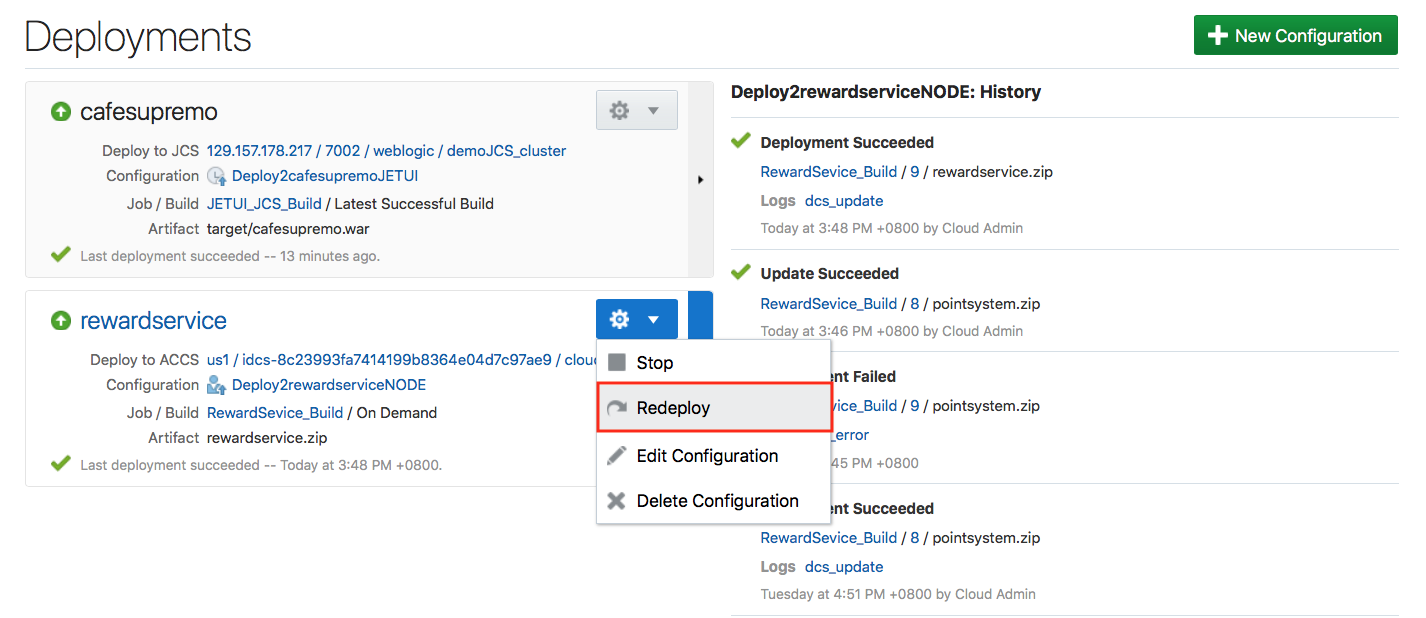 Deployments
New Configuration
cafesupremo
Deploy to JCS 129.157.178.217 / 7002 / weblogic / demoJCS_cluster
Configuration Deploy2cafesupremoJETUI
Job / Build JETUI_JCS_Build / Latest Successful Build
Artifact target/cafesupremo.war
Last deployment succeeded -- 13 minutes ago.
rewardservice
Deploy to ACCS us1 / idcs-8c23993fa7414199b8364e04d7c97ae9 / clou
Configuration Deploy2rewardserviceNODE
Job / Build RewardSevice_Build / On Demand
Artifact rewardservice.zip
Last deployment succeeded -- Today at 3:48 PM +0800.
Stop
Redeploy
Edit Configuration
Delete Configuration
Deploy2rewardserviceNODE: History
Deployment Succeeded
RewardSevice_Build / 9 / rewardservice.zip
Logs dcs_update
Today at 3:48 PM +0800 by Cloud Admin
Update Succeeded
RewardSevice_Build / 8 / pointsystem.zip
Today at 3:46 PM +0800 by Cloud Admin
ent Failed
vice_Build / 9 / pointsystem.zip
_error
45 PM +0800
ent Succeeded
RewardSevice_Build / 8 / pointsystem.zip
Logs dcs_update
Tuesday at 4:51 PM +0800 by Cloud Admin